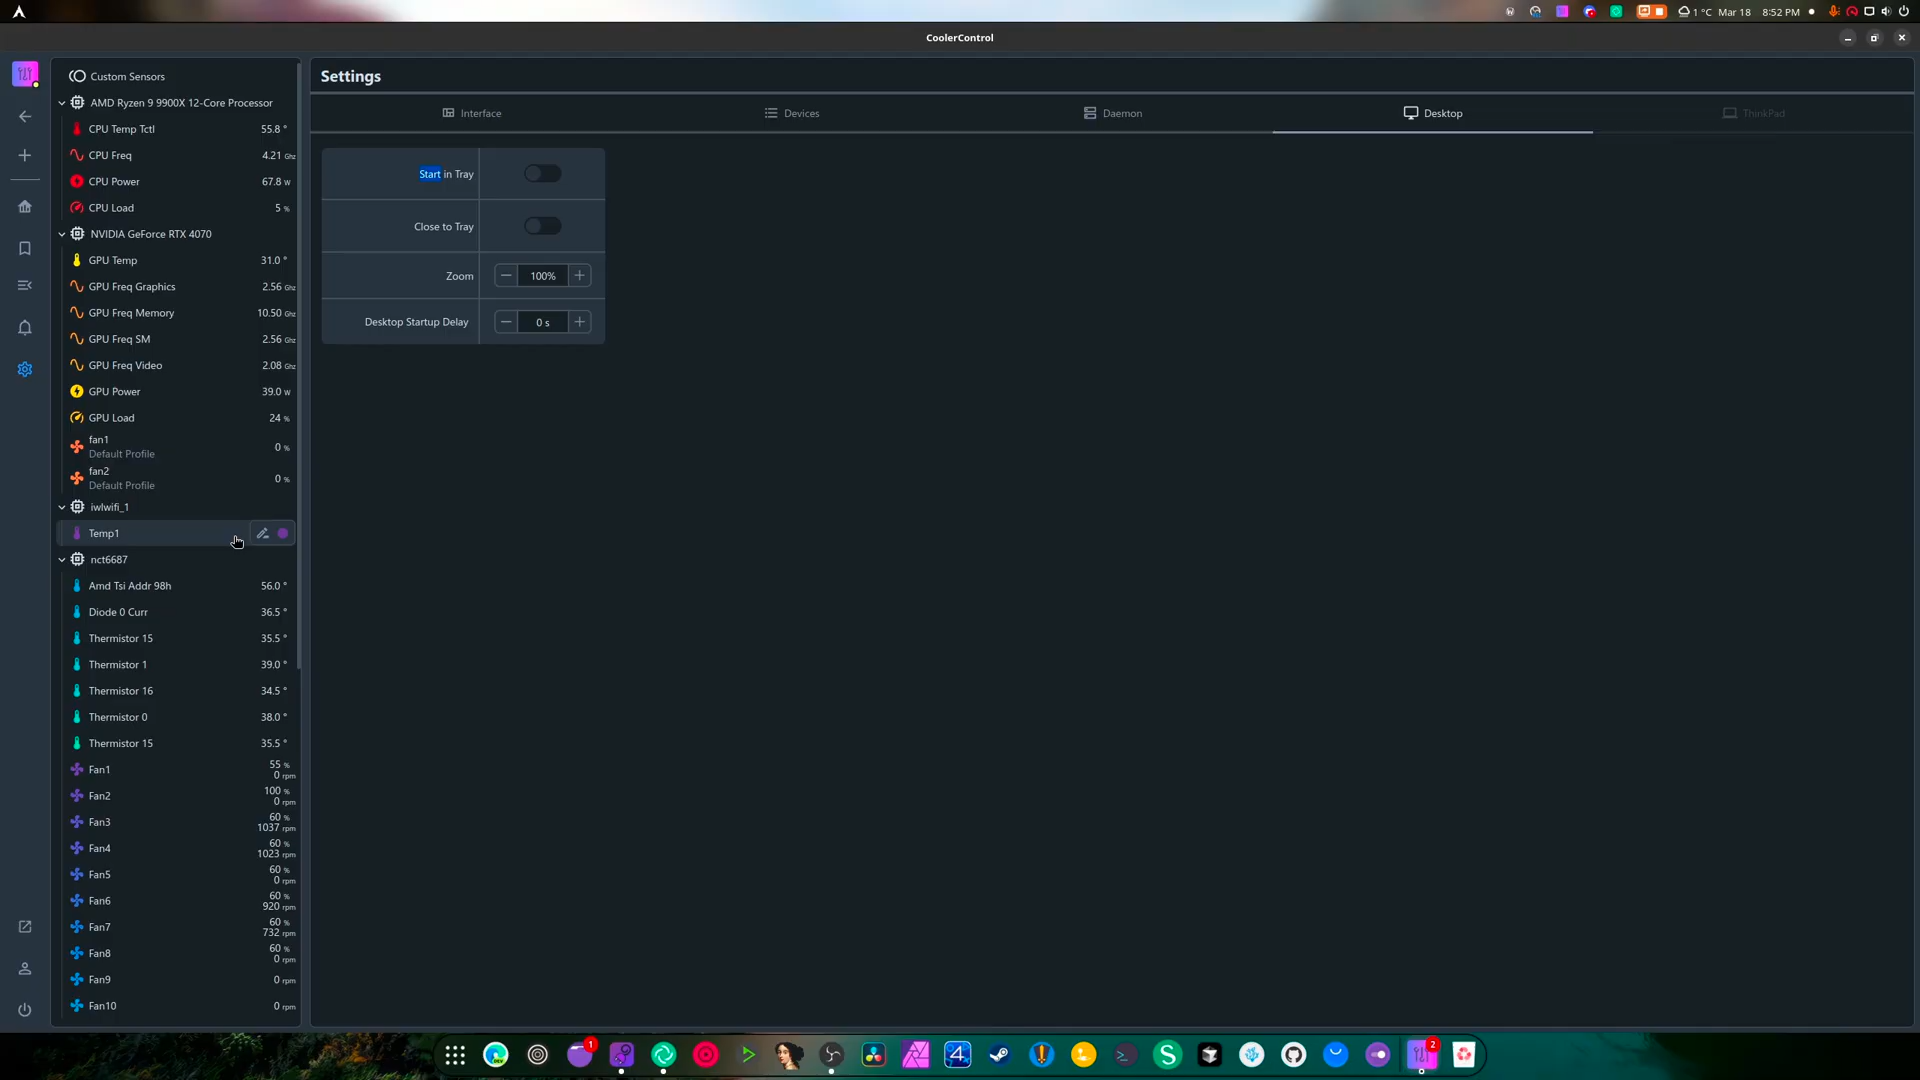 1 °C
Mar 18
8:52 PM
CoolerControl
Custom Sensors
AMD Ryzen 9 9900X 12-Core Processor
CPU Temp Tctl 55.8 °
CPU Freq 4.21 Ghz
CPU Power 67.8 W
CPU Load 5 %
NVIDIA GeForce RTX 4070
GPU Temp 31.0 °
GPU Freq Graphics 2.56 Ghz
GPU Freq Memory 10.50 Ghz
GPU Freq SM 2.56 Ghz
GPU Freq Video 2.08 Ghz
GPU Power 39.0 W
GPU Load 24 %
fan1
Default Profile
0 %
fan2
Default Profile
0 %
iwlwifi_1
Temp1
nct6687
Amd Tsi Addr 98h 56.0 °
Diode 0 Curr 36.5 °
Thermistor 15 35.5 °
Thermistor 1 39.0 °
Thermistor 16 34.5 °
Thermistor 0 38.0 °
Thermistor 15 35.5 °
Fan1 55 %
0 rpm
Fan2 100 %
0 rpm
Fan3 60 %
1037 rpm
Fan4 60 %
1023 rpm
Fan5 60 %
0 rpm
Fan6 60 %
920 rpm
Fan7 60 %
732 rpm
Fan8 60 %
0 rpm
Fan9 0 rpm
Fan10 0 rpm
Settings
Interface
Devices
Daemon
Desktop
ThinkPad
Start in Tray
Close to Tray
Zoom
100%
Desktop Startup Delay
0 s
DEV
1
4
S
2